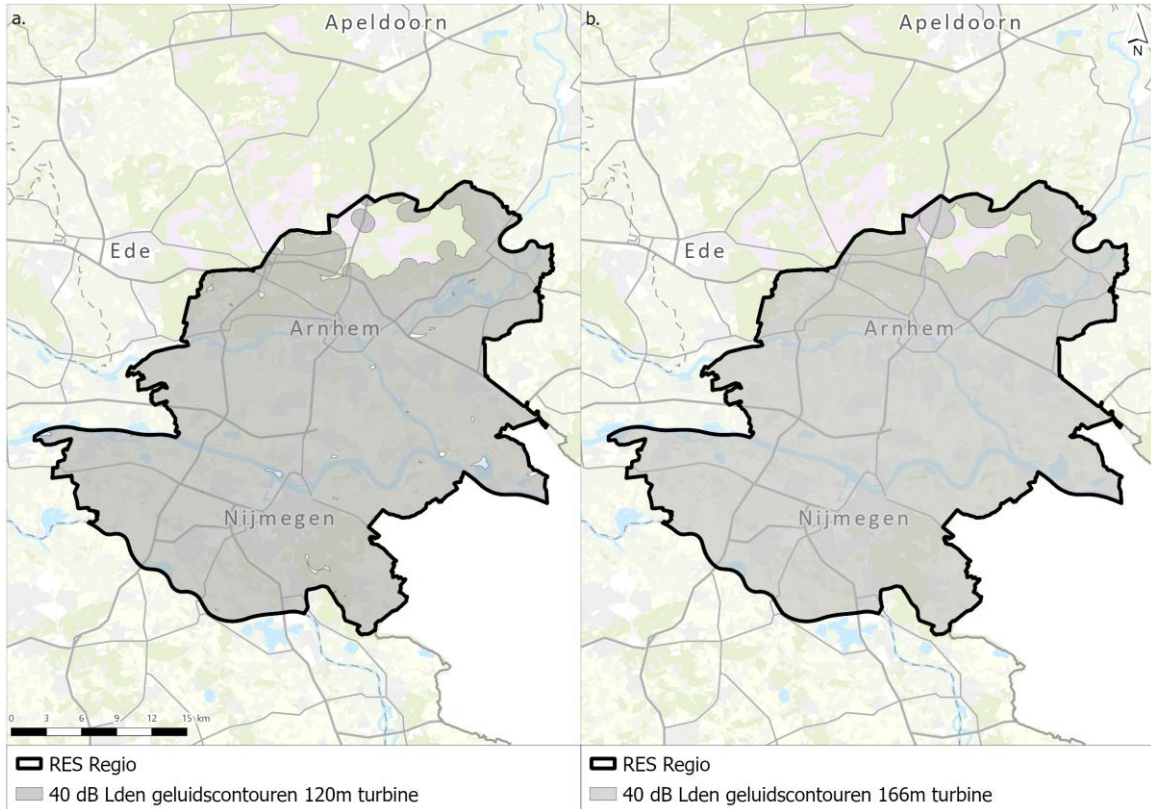 a.
Apeldoorn
Ede
Arnhem
Nijmegen
0 3 6 9 12 15 km
RES Regio
40 dB Lden geluidscontouren 120m turbine
b.
Apeldoorn
N
Ede
Arnhem
Nijmegen
RES Regio
40 dB Lden geluidscontouren 166m turbine